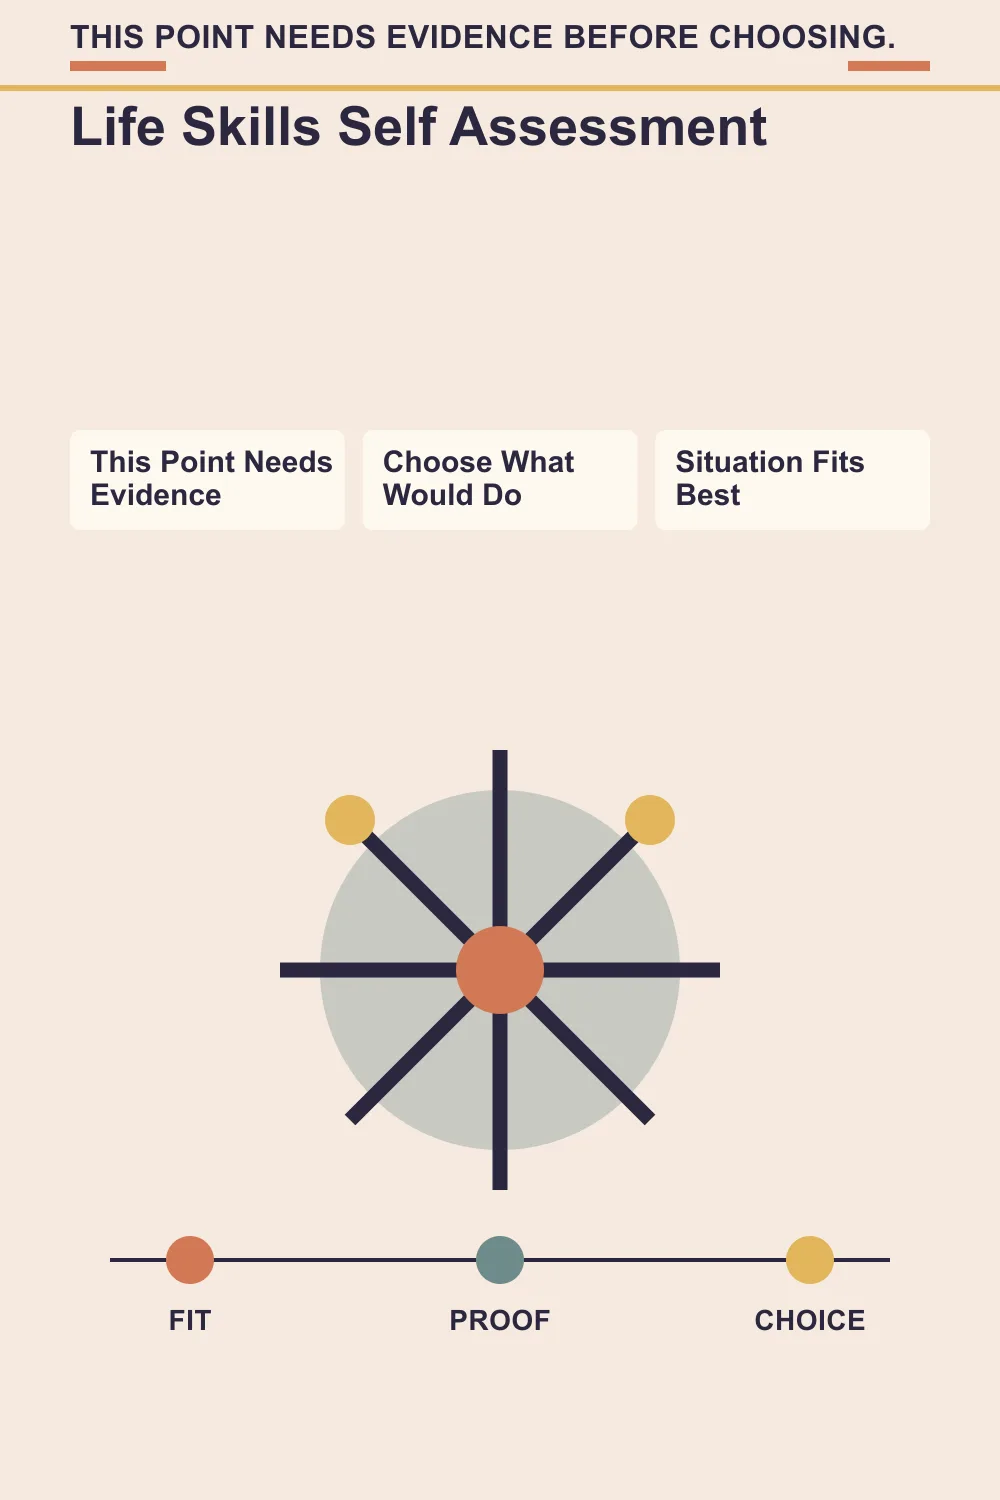 THIS POINT NEEDS EVIDENCE BEFORE CHOOSING.
Life Skills Self Assessment
This Point Needs
Evidence
Choose What
Would Do
Situation Fits
Best
FIT
PROOF
CHOICE